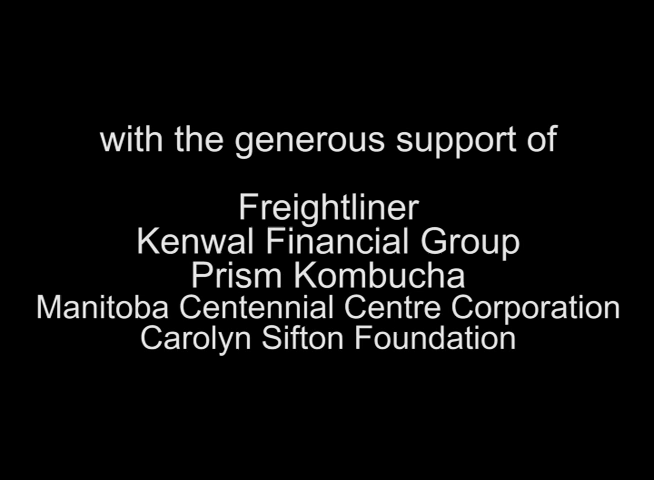 with the generous support of
Freightliner
Kenwal Financial Group
Prism Kombucha
Manitoba Centennial Centre Corporation
Carolyn Sifton Foundation